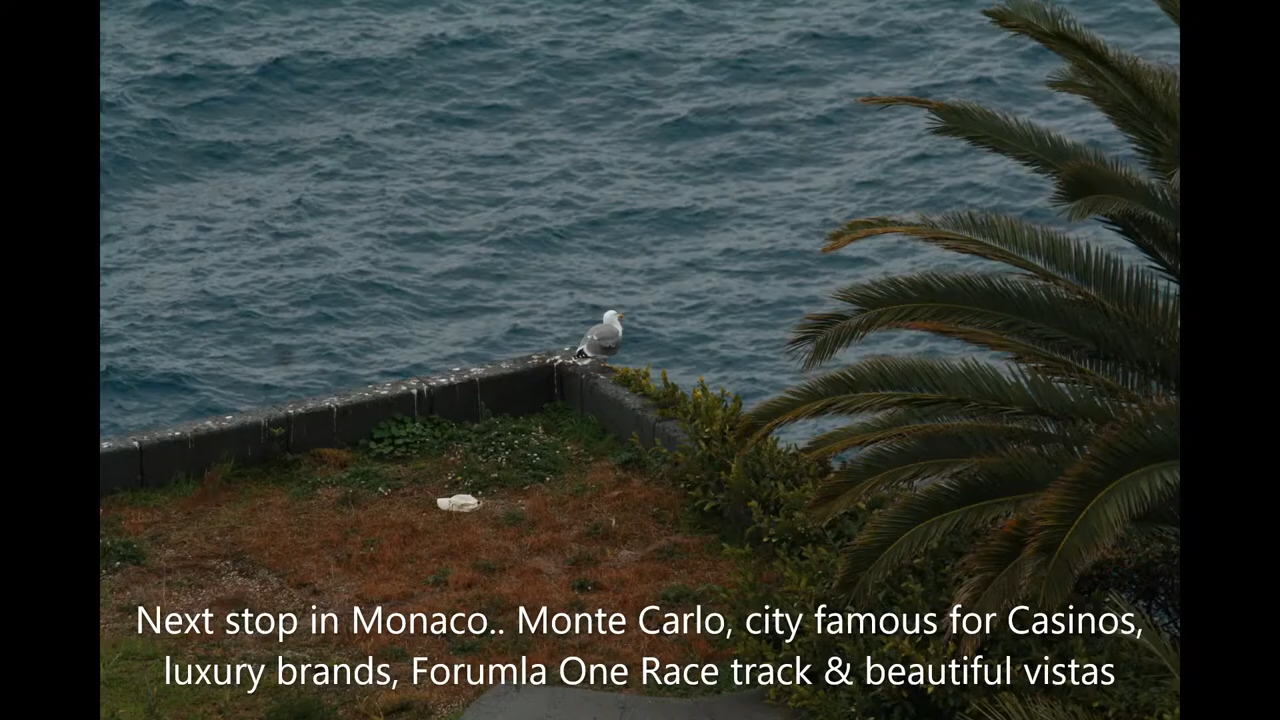 Next stop in Monaco.. Monte Carlo, city famous for Casinos,
luxury brands, Forumla One Race track & beautiful vistas